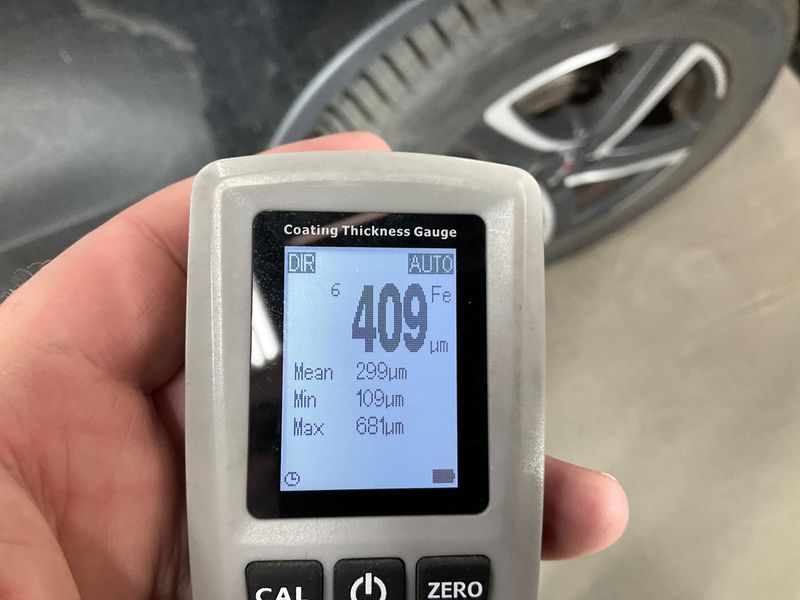 Coating Thickness Gauge
DIR AUTO
6 409 Fe
µm
Mean 299µm
Min 109µm
Max 681µm
CAL ZERO